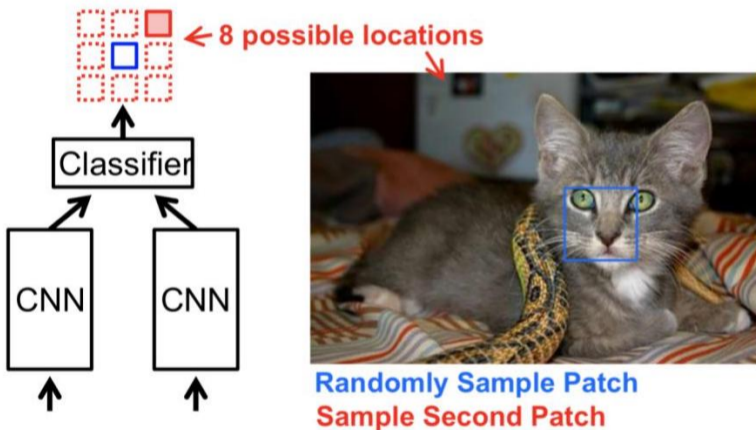 8 possible locations
Classifier
CNN
CNN
Randomly Sample Patch
Sample Second Patch